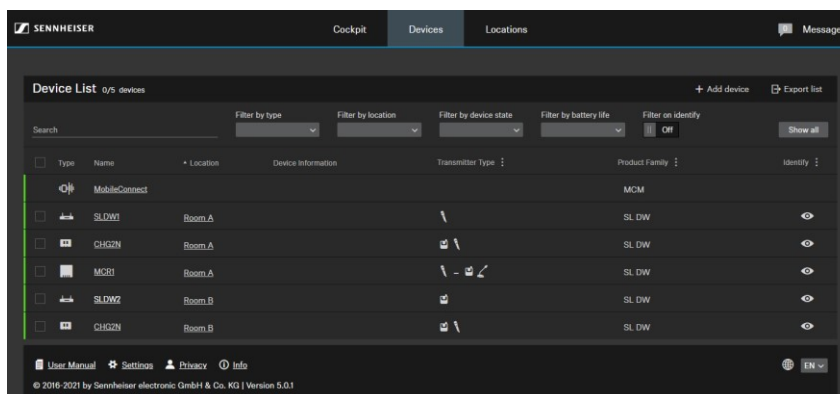 SENNHEISER Cockpit Devices Locations 0 Message
Device List 0/5 devices + Add device Export list
Filter by type Filter by location Filter by device state Filter by battery life Filter on identify
Search Off Show all
Type Name Location Device Information Transmitter Type Product Family Identify
MobileConnect MCM
SLDW1 Room A SL DW
CHG2N Room A SL DW
MCR1 Room A – SL DW
SLDW2 Room B SL DW
CHG2N Room B SL DW
User Manual Settings Privacy Info EN
© 2016-2021 by Sennheiser electronic GmbH & Co. KG | Version 5.0.1